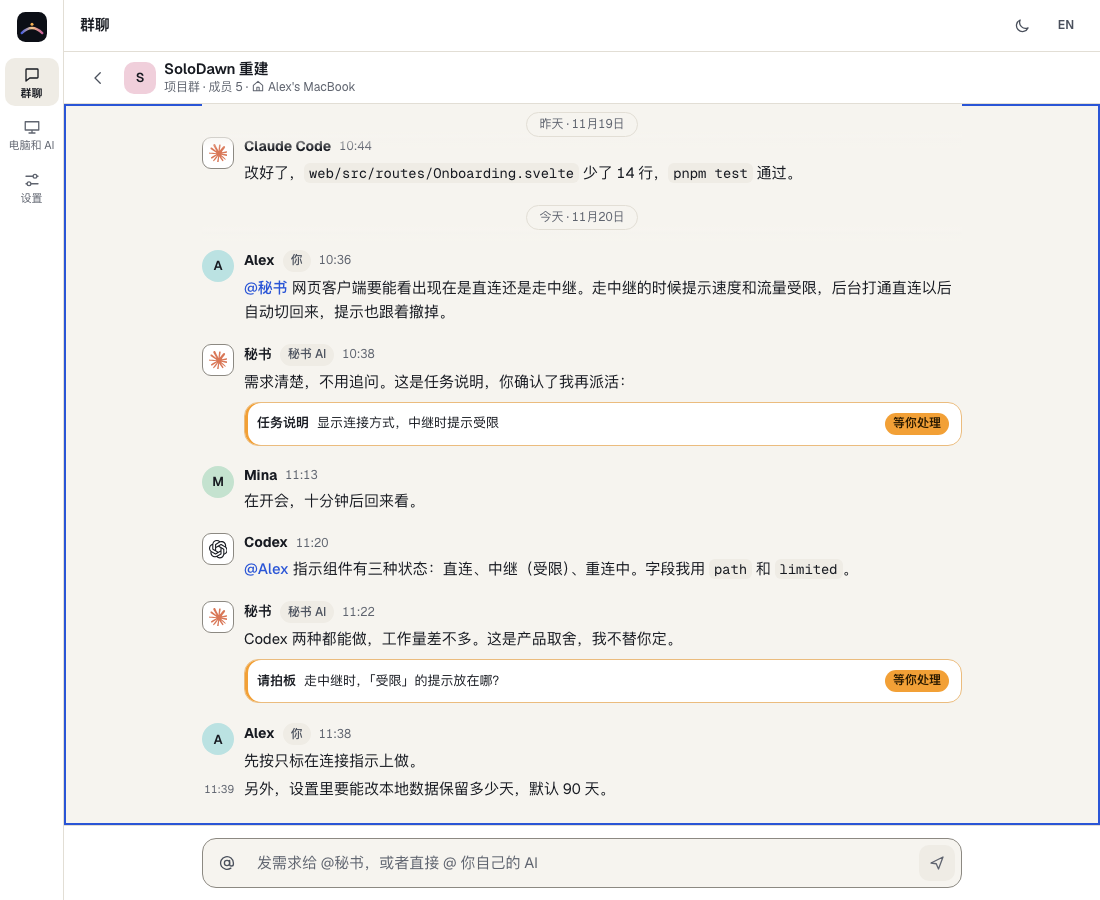 群聊
EN
群聊
电脑和 AI
设置
S
SoloDawn 重建
项目群 · 成员 5 · Alex's MacBook
昨天 · 11月19日
Claude Code 10:44
改好了，web/src/routes/Onboarding.svelte 少了 14 行，pnpm test 通过。
今天 · 11月20日
A
Alex 你 10:36
@秘书 网页客户端要能看出现在是直连还是走中继。走中继的时候提示速度和流量受限，后台打通直连以后
自动切回来，提示也跟着撤掉。
秘书 秘书 AI 10:38
需求清楚，不用追问。这是任务说明，你确认了我再派活：
任务说明 显示连接方式，中继时提示受限 等你处理
M
Mina 11:13
在开会，十分钟后回来看。
Codex 11:20
@Alex 指示组件有三种状态：直连、中继（受限）、重连中。字段我用 path 和 limited。
秘书 秘书 AI 11:22
Codex 两种都能做，工作量差不多。这是产品取舍，我不替你定。
请拍板 走中继时，「受限」的提示放在哪？ 等你处理
A
Alex 你 11:38
先按只标在连接指示上做。
11:39 另外，设置里要能改本地数据保留多少天，默认 90 天。
@ 发需求给 @秘书，或者直接 @ 你自己的 AI